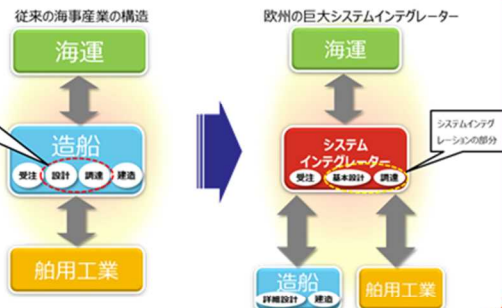 従来の海事産業の構造
海運
造船
受注 設計 調達 建造
舶用工業
欧州の巨大システムインテグレーター
海運
システム
インテグレーター
受注 基本設計 調達
システムインテグ
レーションの部分
造船
詳細設計 建造
舶用工業